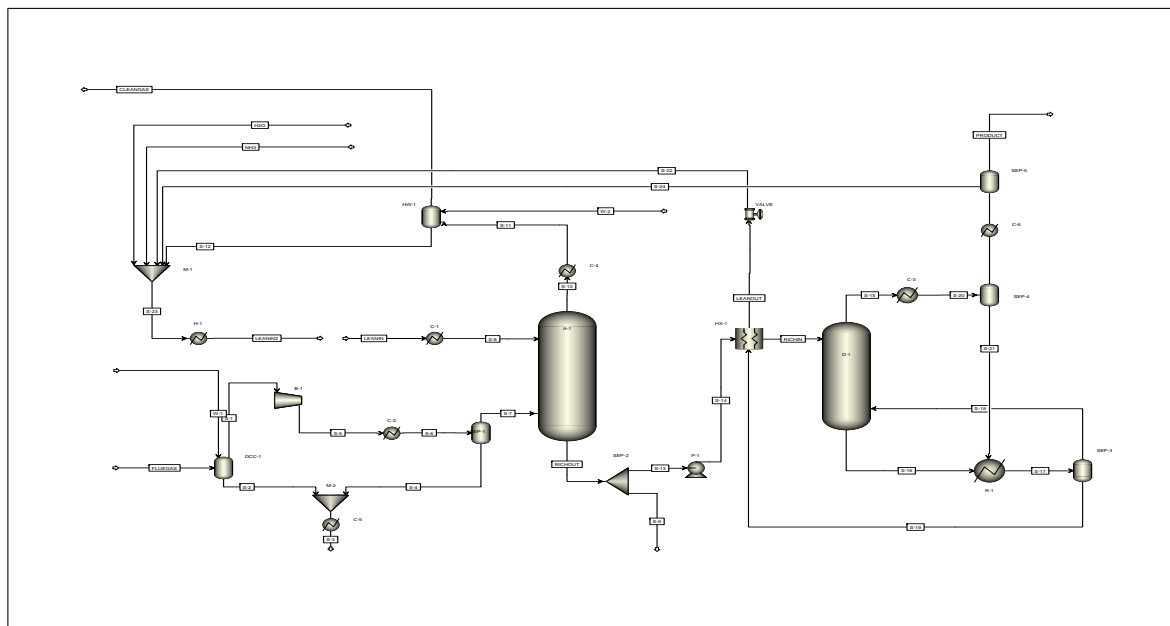 CLEANGAS
H2O
PRODUCT
NH3
S-22
SEP-5
S-24
HW-1
VALVE
W-2
S-11
C-6
S-12
C-4
M-1
C-3
S-10
S-15
S-20
SEP-4
LEANOUT
S-23
H-1
HX-1
A-1
C-1
LEANIN2
LEANIN
S-8
RICHIN
S-21
D-1
B-1
S-14
S-18
W-1
S-7
S-1
C-2
S-5
S-6
SEP-2
SEP-3
DCC-1
RICHOUT
FLUEGAS
S-13
P-1
S-16
S-17
S-2
M-2
S-4
R-1
C-5
S-9
S-19
S-3